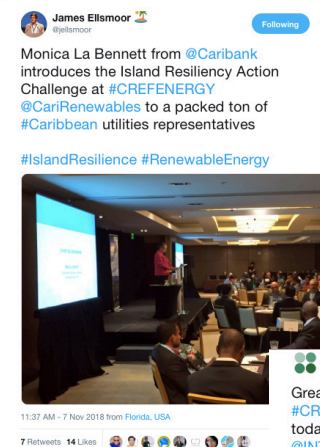 James Ellsmoor
@jellsmoor
Following
Monica La Bennett from @Caribank
introduces the Island Resiliency Action
Challenge at #CREFENERGY
@CariRenewables to a packed ton of
#Caribbean utilities representatives
#IslandResilience #RenewableEnergy
11:37 AM - 7 Nov 2018 from Florida, USA
7 Retweets 14 Likes
Grea
#CR
toda
@IN